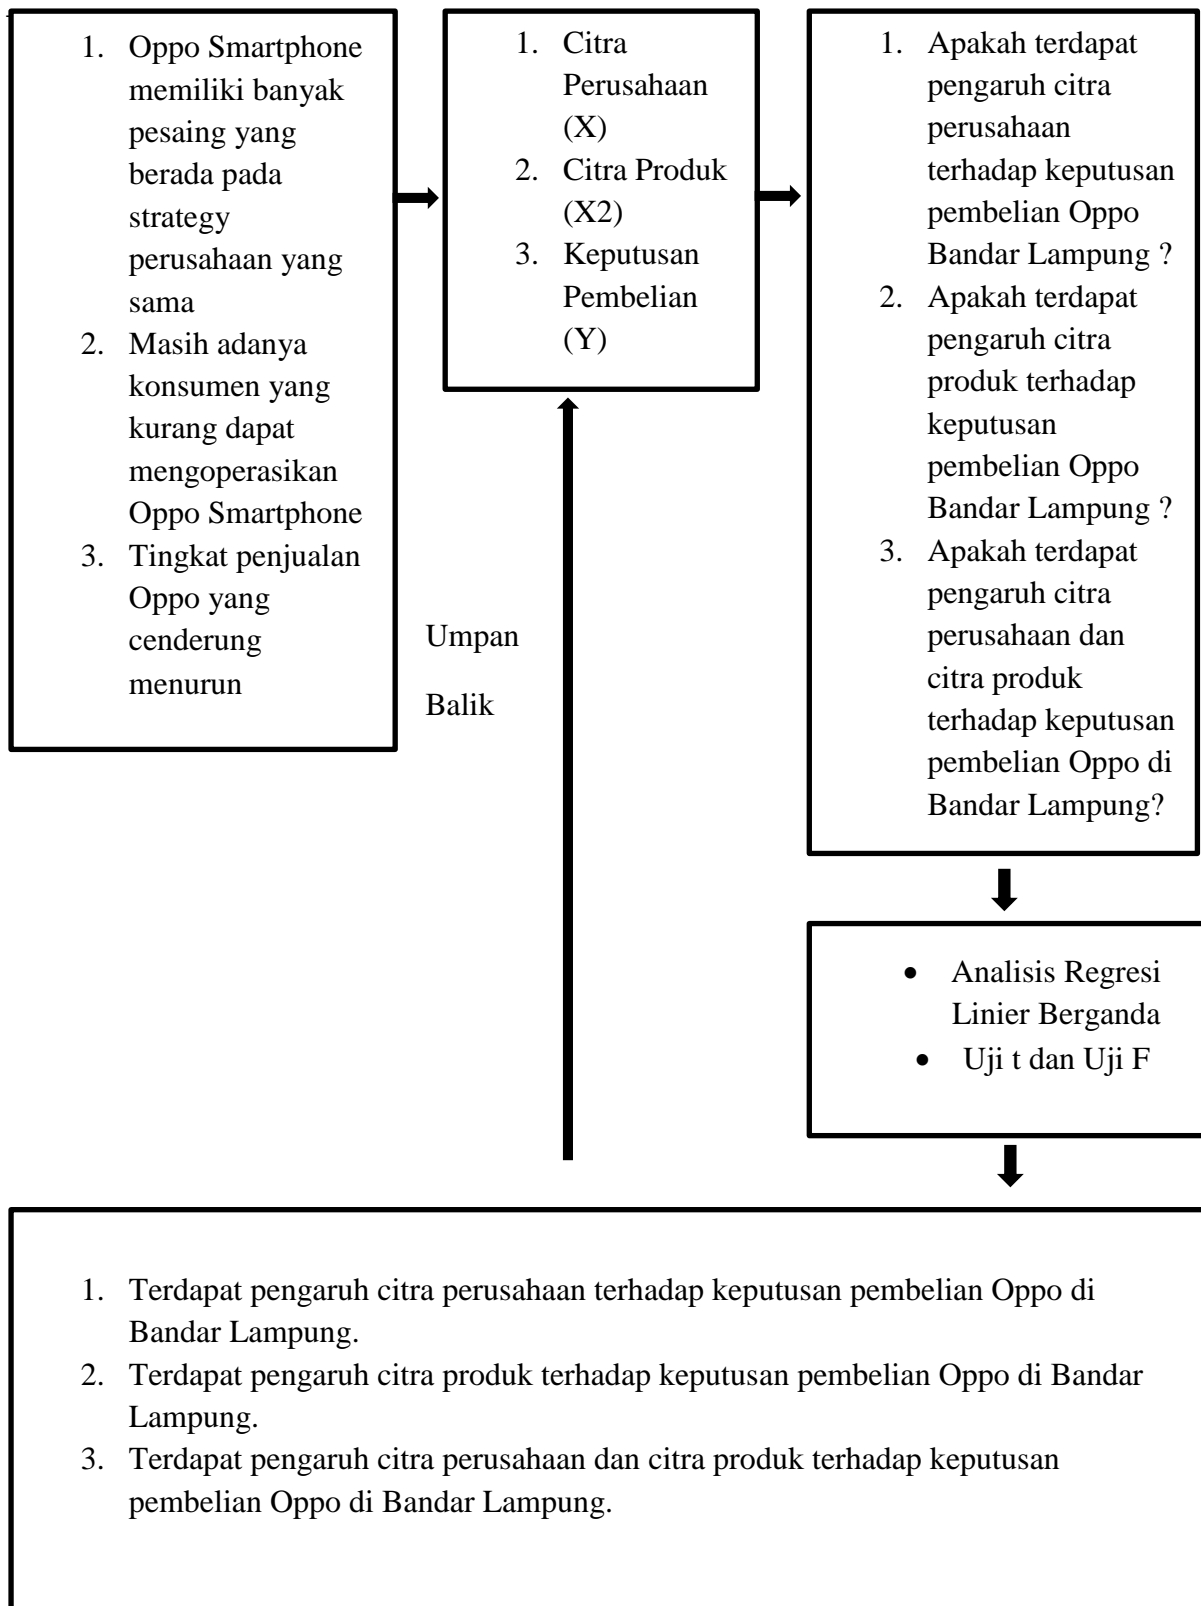 1. Oppo Smartphone
memiliki banyak
pesaing yang
berada pada
strategy
perusahaan yang
sama
2. Masih adanya
konsumen yang
kurang dapat
mengoperasikan
Oppo Smartphone
3. Tingkat penjualan
Oppo yang
cenderung
menurun
1. Citra
Perusahaan
(X)
2. Citra Produk
(X2)
3. Keputusan
Pembelian
(Y)
1. Apakah terdapat
pengaruh citra
perusahaan
terhadap keputusan
pembelian Oppo
Bandar Lampung ?
2. Apakah terdapat
pengaruh citra
produk terhadap
keputusan
pembelian Oppo
Bandar Lampung ?
3. Apakah terdapat
pengaruh citra
perusahaan dan
citra produk
terhadap keputusan
pembelian Oppo di
Bandar Lampung?
Umpan
Balik
• Analisis Regresi
Linier Berganda
• Uji t dan Uji F
1. Terdapat pengaruh citra perusahaan terhadap keputusan pembelian Oppo di
Bandar Lampung.
2. Terdapat pengaruh citra produk terhadap keputusan pembelian Oppo di Bandar
Lampung.
3. Terdapat pengaruh citra perusahaan dan citra produk terhadap keputusan
pembelian Oppo di Bandar Lampung.